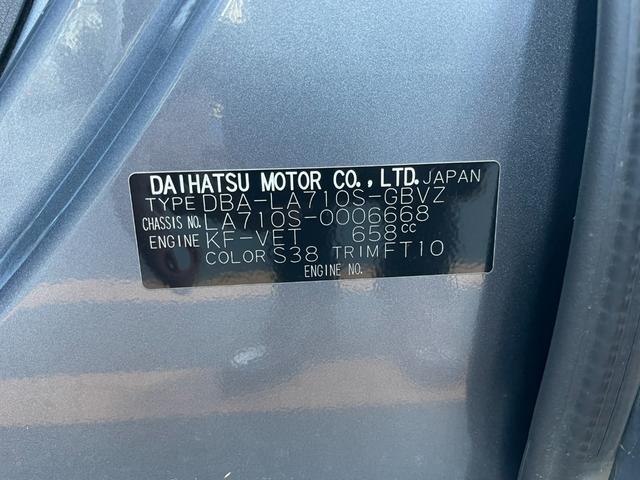 DAIHATSU MOTOR CO.,LTD. JAPAN
TYPE DBA-LA710S-GBVZ
CHASSIS NO. LA710S-0006668
ENGINE KF-VET 658cc
COLOR S38 TRIM FT10
ENGINE NO.